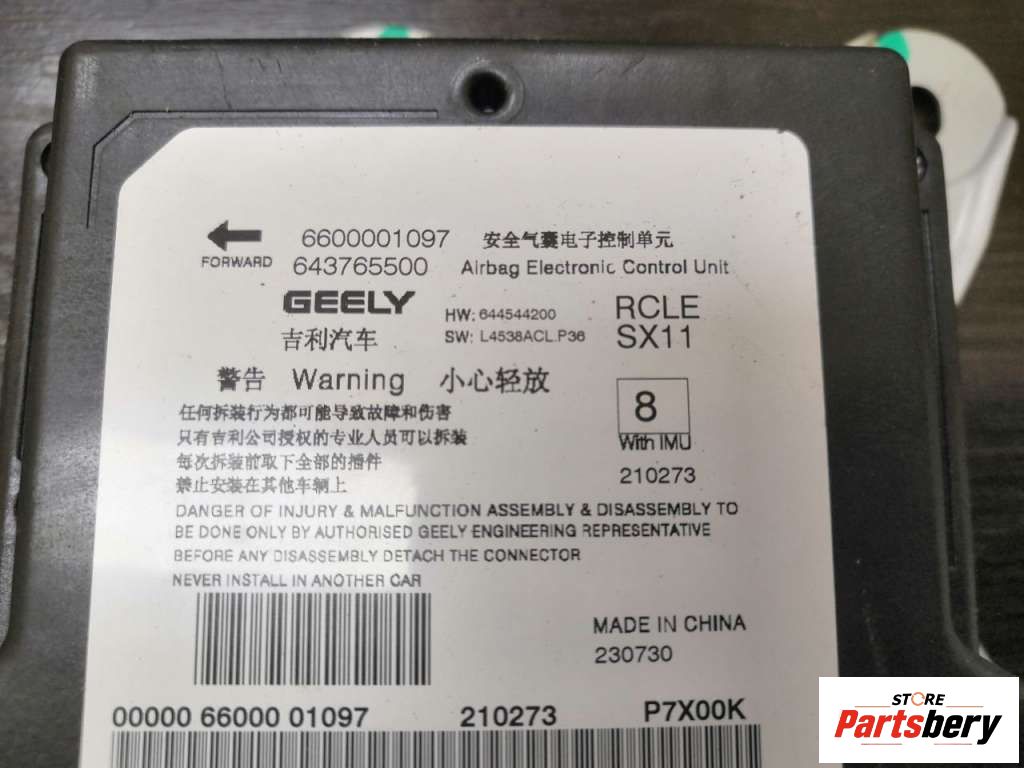 6600001097 安全气囊电子控制单元
FORWARD 643765500 Airbag Electronic Control Unit
GEELY HW: 644544200 RCLE
吉利汽车 SW: L4538ACL.P36 SX11
警告 Warning 小心轻放
8
With IMU
210273
任何拆装行为都可能导致故障和伤害
只有吉利公司授权的专业人员可以拆装
每次拆装前取下全部的插件
禁止安装在其他车辆上
DANGER OF INJURY & MALFUNCTION ASSEMBLY & DISASSEMBLY TO
BE DONE ONLY BY AUTHORISED GEELY ENGINEERING REPRESENTATIVE
BEFORE ANY DISASSEMBLY DETACH THE CONNECTOR
NEVER INSTALL IN ANOTHER CAR
MADE IN CHINA
230730
00000 66000 01097 210273 P7X00K
STORE
Partsbery